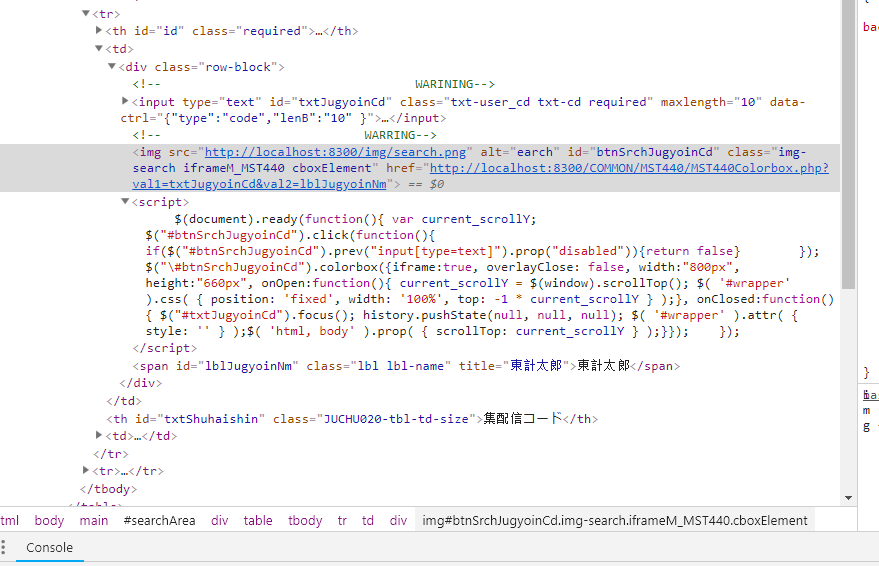 ▼<tr>
▶<th id="id" class="required">…</th>
▼<td>
▼<div class="row-block">
<!-- WARINING-->
▶<input type="text" id="txtJugyoinCd" class="txt-user_cd txt-cd required" maxlength="10" data-
ctrl="{"type":"code","lenB":"10" }">…</input>
<!-- WARRING-->
<img src="http://localhost:8300/img/search.png" alt="earch" id="btnSrchJugyoinCd" class="img-
search iframeM_MST440 cboxElement" href="http://localhost:8300/COMMON/MST440/MST440Colorbox.php?
val1=txtJugyoinCd&val2=lblJugyoinNm"> == $0
▼<script>
$(document).ready(function(){ var current_scrollY;
$("#btnSrchJugyoinCd").click(function(){
if($("#btnSrchJugyoinCd").prev("input[type=text]").prop("disabled")){return false} });
$("\#btnSrchJugyoinCd").colorbox({iframe:true, overlayClose: false, width:"800px",
height:"660px", onOpen:function(){ current_scrollY = $(window).scrollTop(); $( '#wrapper'
).css( { position: 'fixed', width: '100%', top: -1 * current_scrollY } );}, onClosed:function()
{ $("#txtJugyoinCd").focus(); history.pushState(null, null, null); $( '#wrapper' ).attr( {
style: '' } );$( 'html, body' ).prop( { scrollTop: current_scrollY } );}}); });
</script>
<span id="lblJugyoinNm" class="lbl lbl-name" title="東計太郎">東計太郎</span>
</div>
</td>
<th id="txtShuhaishin" class="JUCHU020-tbl-td-size">集配信コード</th>
▶<td>…</td>
</tr>
▶<tr>…</tr>
</tbody>
bac
}
m
g
tml body main #searchArea div table tbody tr td div img#btnSrchJugyoinCd.img-search.iframeM_MST440.cboxElement
Console